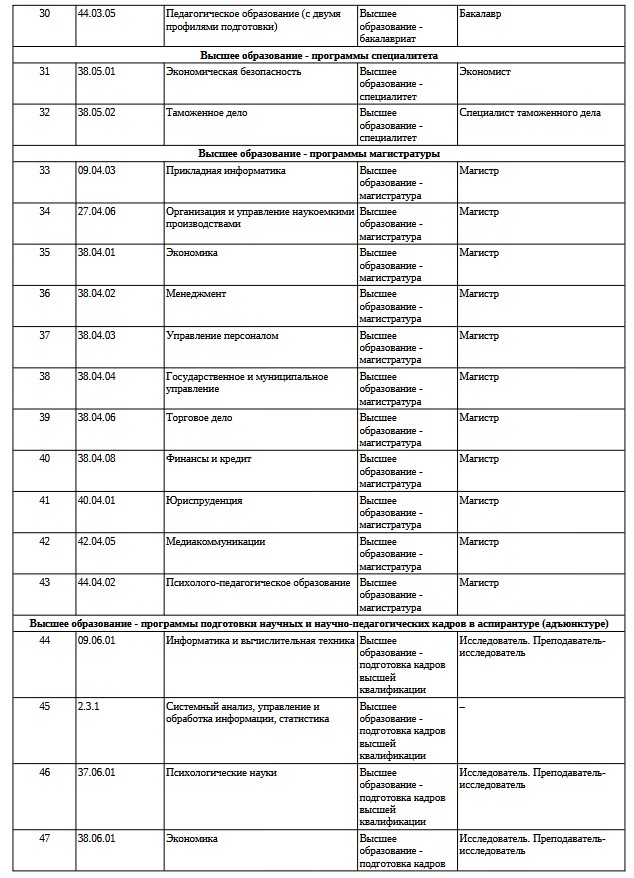 30 44.03.05 Педагогическое образование (с двумя Высшее Бакалавр
профилями подготовки) образование -
бакалавриат
Высшее образование - программы специалитета
31 38.05.01 Экономическая безопасность Высшее Экономист
образование -
специалитет
32 38.05.02 Таможенное дело Высшее Специалист таможенного дела
образование -
специалитет
Высшее образование - программы магистратуры
33 09.04.03 Прикладная информатика Высшее Магистр
образование -
магистратура
34 27.04.06 Организация и управление наукоемкими Высшее Магистр
производствами образование -
магистратура
35 38.04.01 Экономика Высшее Магистр
образование -
магистратура
36 38.04.02 Менеджмент Высшее Магистр
образование -
магистратура
37 38.04.03 Управление персоналом Высшее Магистр
образование -
магистратура
38 38.04.04 Государственное и муниципальное Высшее Магистр
управление образование -
магистратура
39 38.04.06 Торговое дело Высшее Магистр
образование -
магистратура
40 38.04.08 Финансы и кредит Высшее Магистр
образование -
магистратура
41 40.04.01 Юриспруденция Высшее Магистр
образование -
магистратура
42 42.04.05 Медиакоммуникации Высшее Магистр
образование -
магистратура
43 44.04.02 Психолого-педагогическое образование Высшее Магистр
образование -
магистратура
Высшее образование - программы подготовки научных и научно-педагогических кадров в аспирантуре (адъюнктуре)
44 09.06.01 Информатика и вычислительная техника Высшее Исследователь. Преподаватель-
образование - исследователь
подготовка кадров
высшей
квалификации
45 2.3.1 Системный анализ, управление и Высшее –
обработка информации, статистика образование -
подготовка кадров
высшей
квалификации
46 37.06.01 Психологические науки Высшее Исследователь. Преподаватель-
образование - исследователь
подготовка кадров
высшей
квалификации
47 38.06.01 Экономика Высшее Исследователь. Преподаватель-
образование - исследователь
подготовка кадров